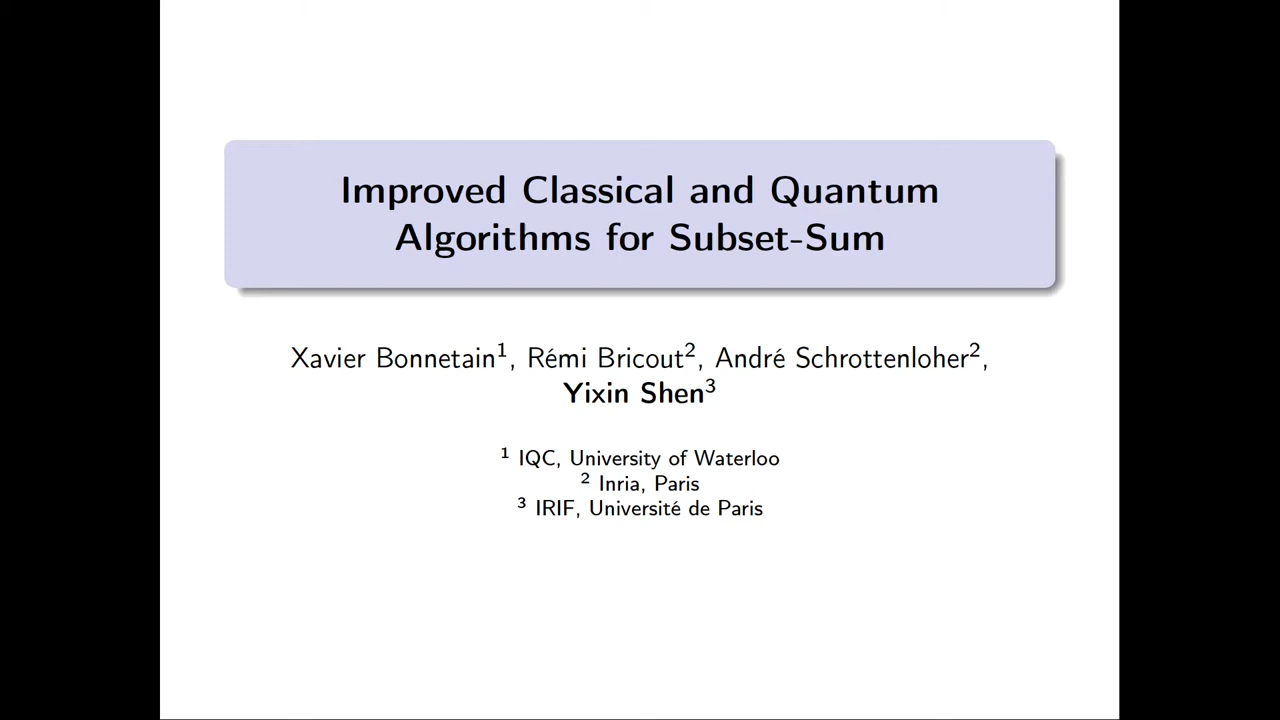 Improved Classical and Quantum
Algorithms for Subset-Sum
Xavier Bonnetain¹, Rémi Bricout², André Schrottenloher²,
Yixin Shen³
¹ IQC, University of Waterloo
² Inria, Paris
³ IRIF, Université de Paris